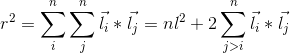 r^2 = \sum_{i}^{n} \sum_{j}^{n} \vec{l_i} * \vec{l_j} = nl^2 + 2 \sum_{j>i}^{n} \vec{l_i} * \vec{l_j}